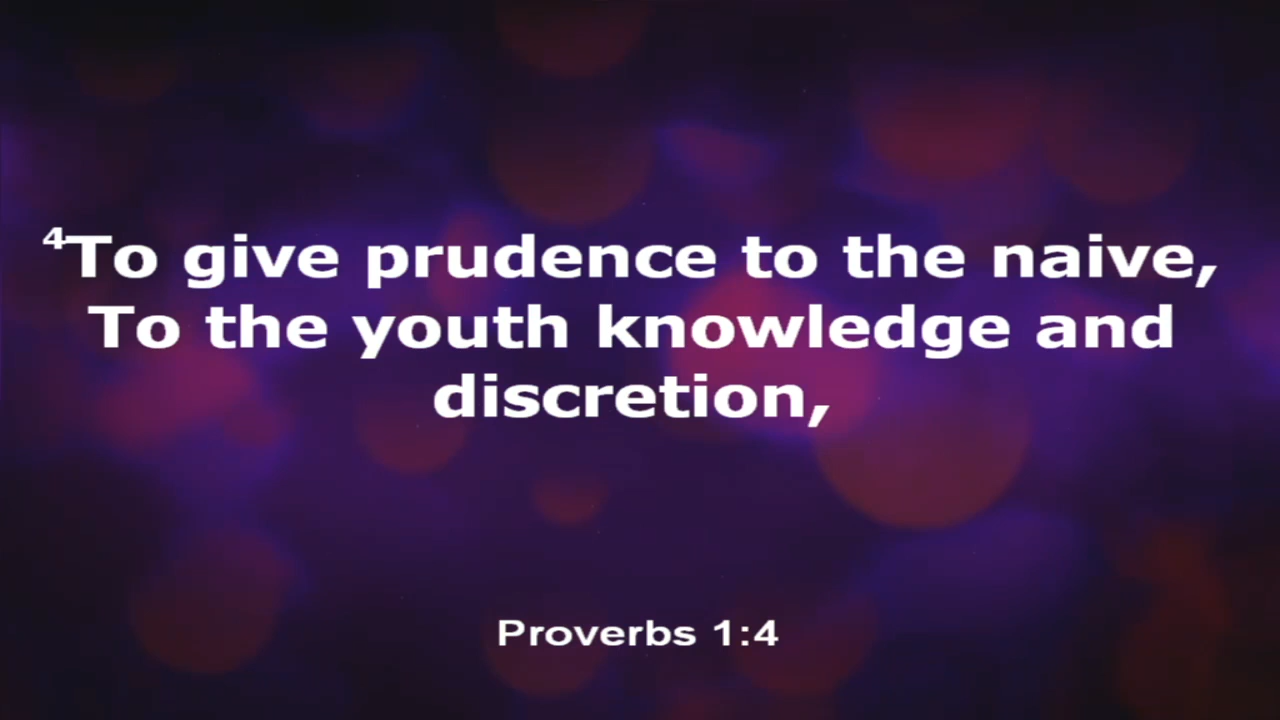 ⁴To give prudence to the naive,
To the youth knowledge and
discretion,
Proverbs 1:4